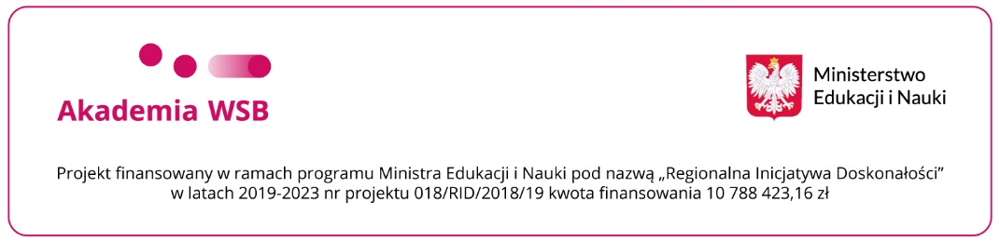 Akademia WSB
Ministerstwo
Edukacji i Nauki
Projekt finansowany w ramach programu Ministra Edukacji i Nauki pod nazwą „Regionalna Inicjatywa Doskonałości”
w latach 2019-2023 nr projektu 018/RID/2018/19 kwota finansowania 10 788 423,16 zł